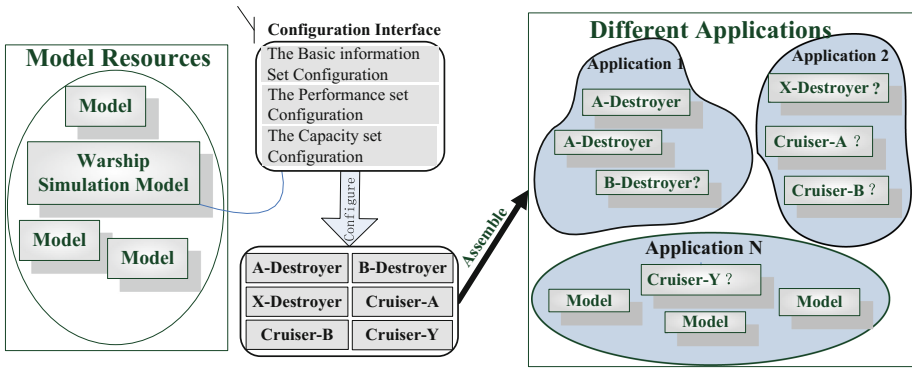 Model Resources
Model
Warship
Simulation Model
Model
Model
Configuration Interface
The Basic information
Set Configuration
The Performance set
Configuration
The Capacity set
Configuration
Configure
A-Destroyer
B-Destroyer
X-Destroyer
Cruiser-A
Cruiser-B
Cruiser-Y
Assemble
Different Applications
Application 1
A-Destroyer
A-Destroyer
B-Destroyer?
Application 2
X-Destroyer?
Cruiser-A ?
Cruiser-B ?
Application N
Cruiser-Y ?
Model
Model
Model